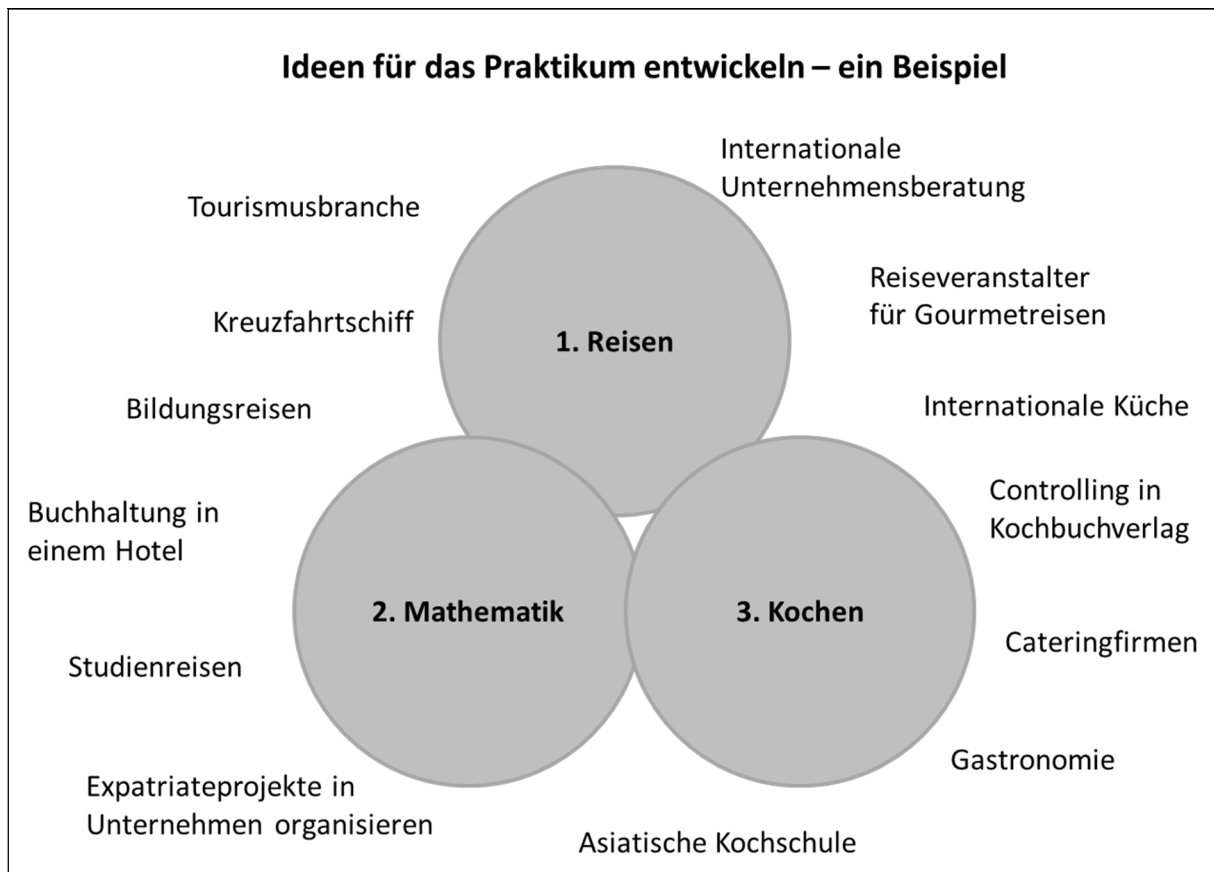 Ideen für das Praktikum entwickeln – ein Beispiel
Internationale
Unternehmensberatung
Tourismusbranche
Reiseveranstalter
für Gourmetreisen
Kreuzfahrtschiff
1. Reisen
Bildungsreisen
Internationale Küche
Buchhaltung in
einem Hotel
Controlling in
Kochbuchverlag
2. Mathematik
3. Kochen
Studienreisen
Cateringfirmen
Gastronomie
Expatriateprojekte in
Unternehmen organisieren
Asiatische Kochschule